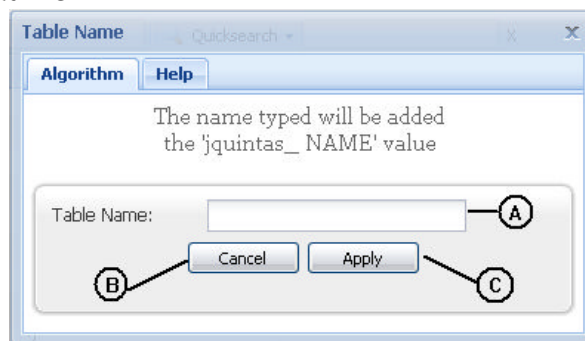 Table Name
Quicksearch
x
x
Algorithm Help
The name typed will be added
the 'jquintas_ NAME' value
Table Name:
A
Cancel Apply
B
C